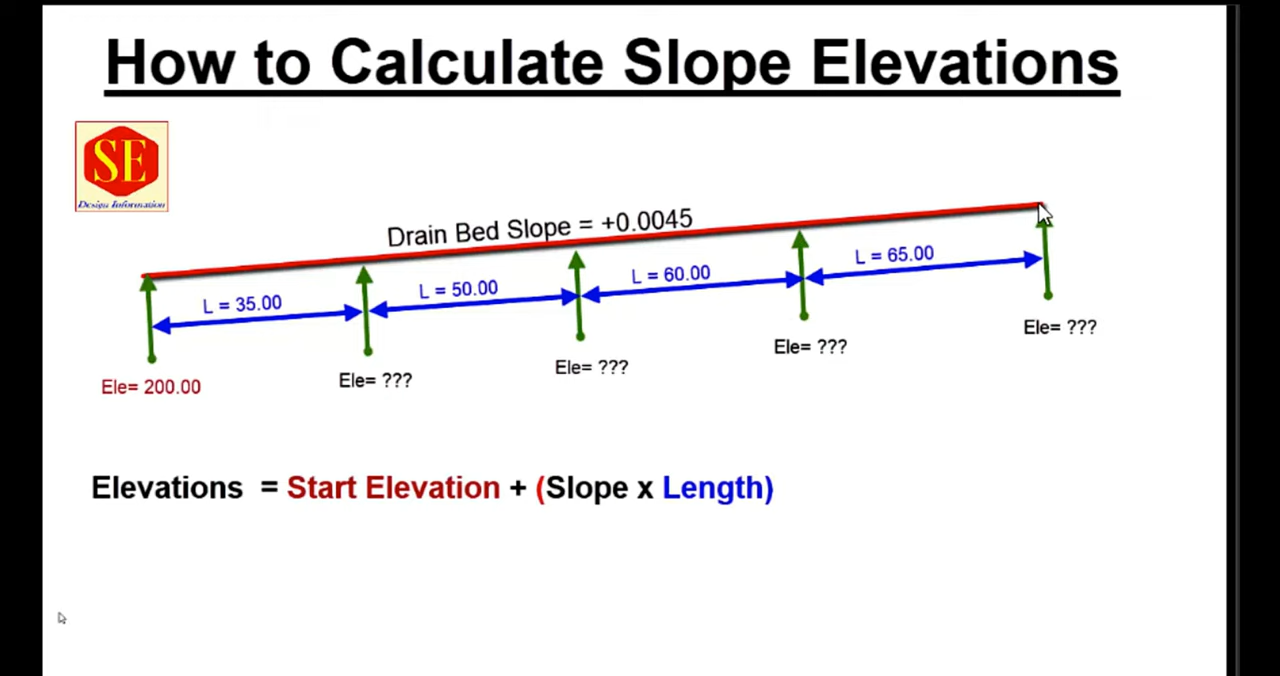 How to Calculate Slope Elevations
SE
Design Information
Drain Bed Slope = +0.0045
L = 35.00
L = 50.00
L = 60.00
L = 65.00
Ele= 200.00
Ele= ???
Ele= ???
Ele= ???
Ele= ???
Elevations = Start Elevation + (Slope x Length)